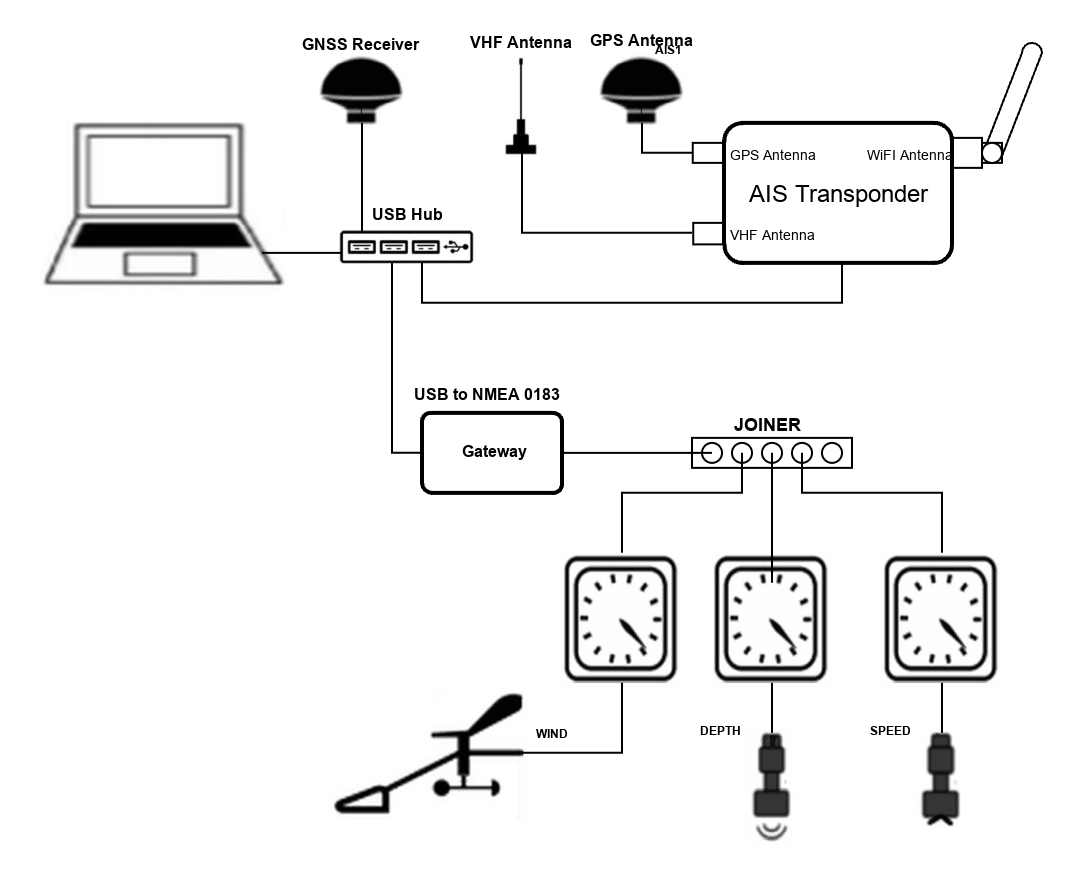 GNSS Receiver
VHF Antenna
GPS Antenna
AIS1
GPS Antenna
WiFI Antenna
AIS Transponder
USB Hub
VHF Antenna
USB to NMEA 0183
JOINER
Gateway
WIND
DEPTH
SPEED